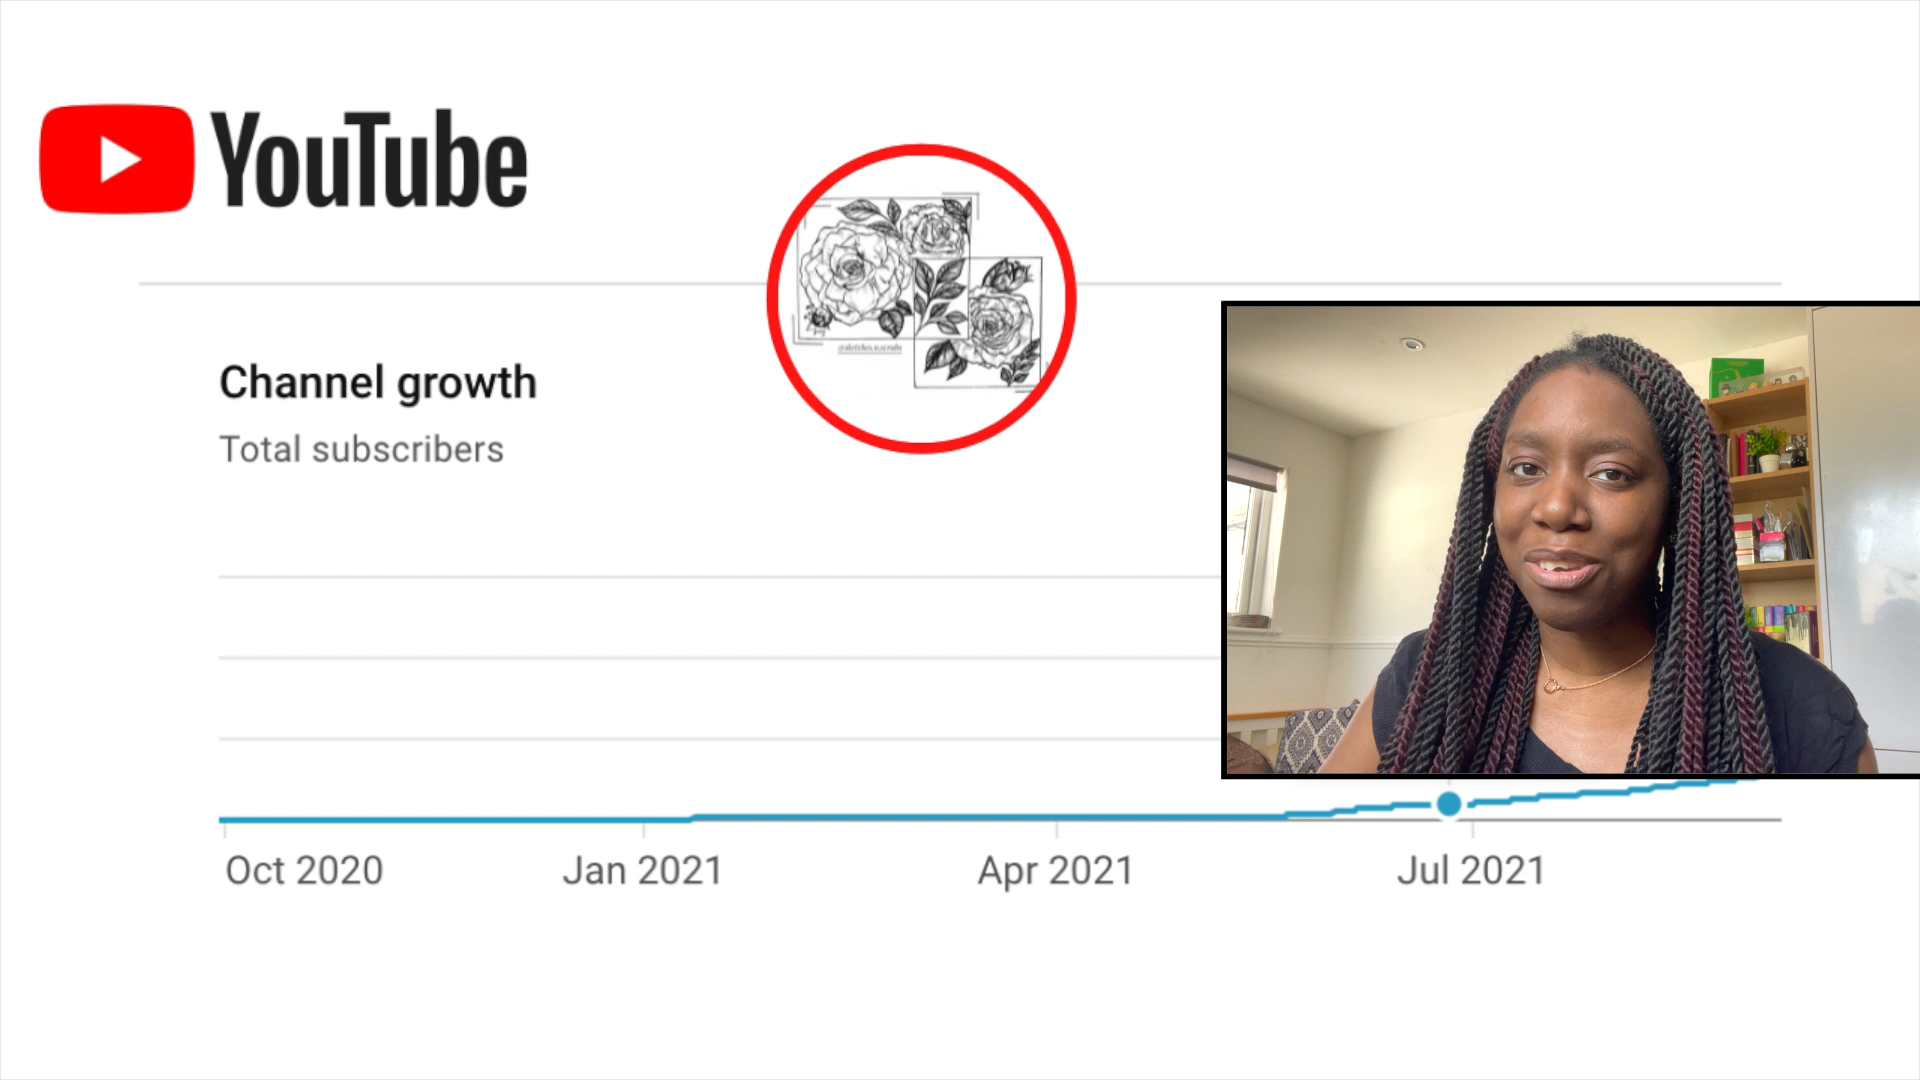 YouTube
Channel growth
Total subscribers
Oct 2020
Jan 2021
Apr 2021
Jul 2021